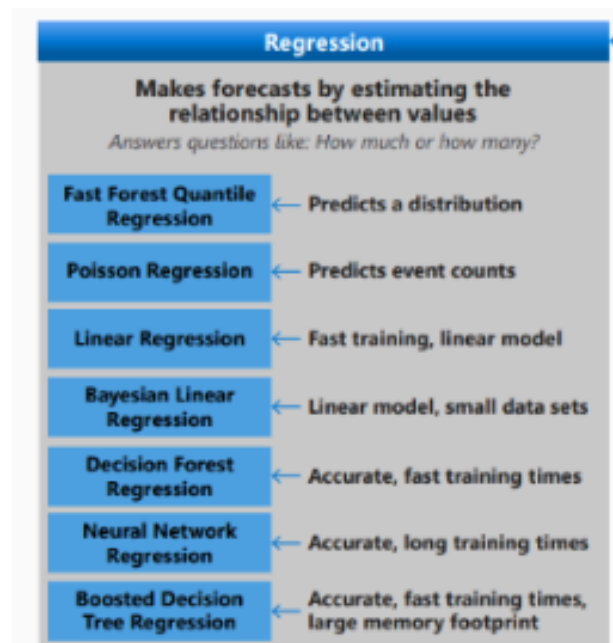 Regression
Makes forecasts by estimating the
relationship between values
Answers questions like: How much or how many?
Fast Forest Quantile
Regression
Predicts a distribution
Poisson Regression
Predicts event counts
Linear Regression
Fast training, linear model
Bayesian Linear
Regression
Linear model, small data sets
Decision Forest
Regression
Accurate, fast training times
Neural Network
Regression
Accurate, long training times
Boosted Decision
Tree Regression
Accurate, fast training times,
large memory footprint